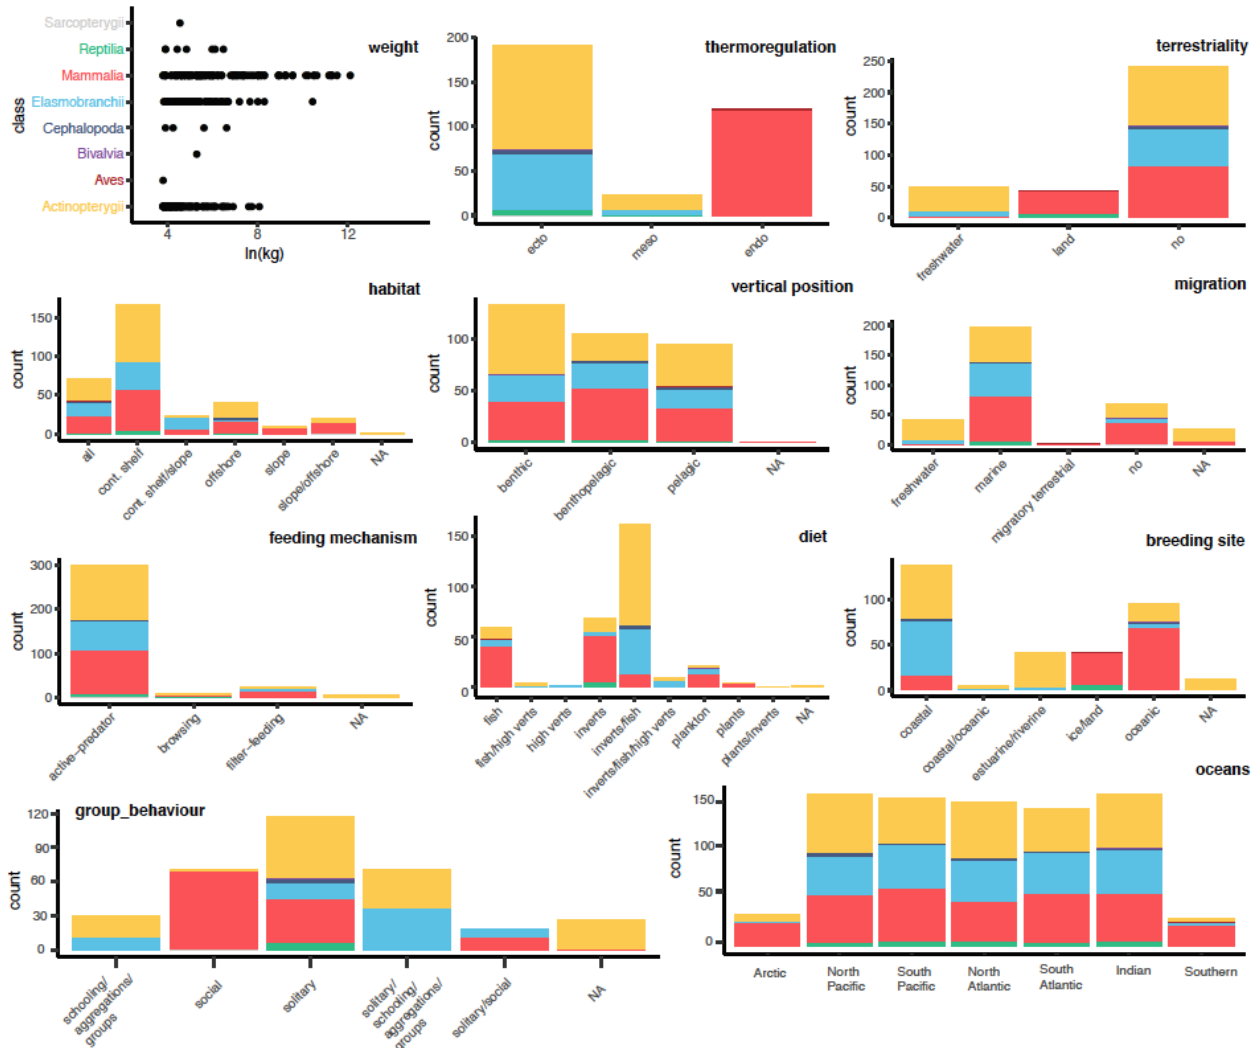 weight
class
Sarcopterygii
Reptilia
Mammalia
Elasmobranchii
Cephalopoda
Bivalvia
Aves
Actinopterygii
4 8 12
ln(kg)
thermoregulation
count
200
150
100
50
0
ecto meso endo
terrestriality
count
250
200
150
100
50
0
freshwater land no
habitat
count
150
100
50
0
all cont. shelf cont. shelf/slope offshore slope slope/offshore NA
vertical position
count
100
50
0
benthic benthopelagic pelagic NA
migration
count
200
150
100
50
0
freshwater marine migratory terrestrial no NA
feeding mechanism
count
300
200
100
0
active-predator browsing filter-feeding NA
diet
count
150
100
50
0
fish fish/high verts high verts inverts inverts/fish inverts/fish/high verts plankton plants plants/inverts NA
breeding site
count
100
50
0
coastal coastal/oceanic estuarine/riverine ice/land oceanic NA
group_behaviour
count
120
90
60
30
0
schooling/
aggregations/
groups
social
solitary
solitary/
schooling/
aggregations/
groups
solitary/social
NA
oceans
count
150
100
50
0
Arctic
North
Pacific
South
Pacific
North
Atlantic
South
Atlantic
Indian
Southern